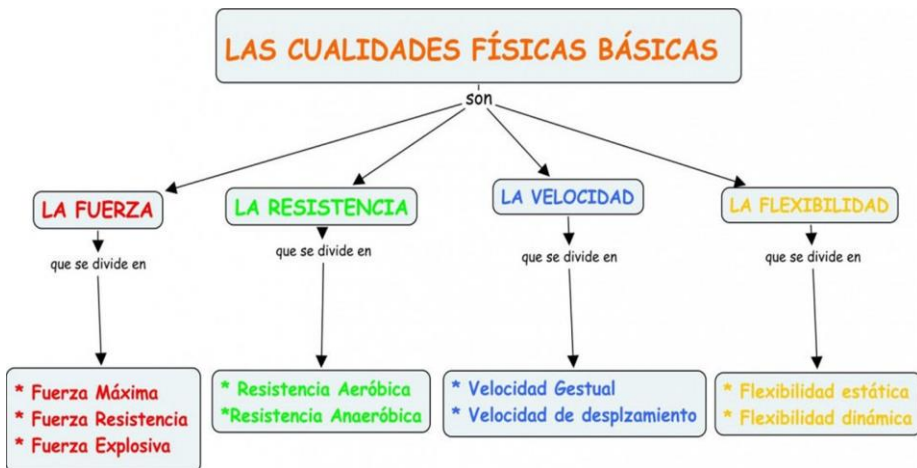 LAS CUALIDADES FÍSICAS BÁSICAS
son
LA FUERZA
LA RESISTENCIA
LA VELOCIDAD
LA FLEXIBILIDAD
que se divide en
que se divide en
que se divide en
que se divide en
* Fuerza Máxima
* Fuerza Resistencia
* Fuerza Explosiva
* Resistencia Aeróbica
*Resistencia Anaeróbica
* Velocidad Gestual
* Velocidad de desplzamiento
* Flexibilidad estática
* Flexibilidad dinámica